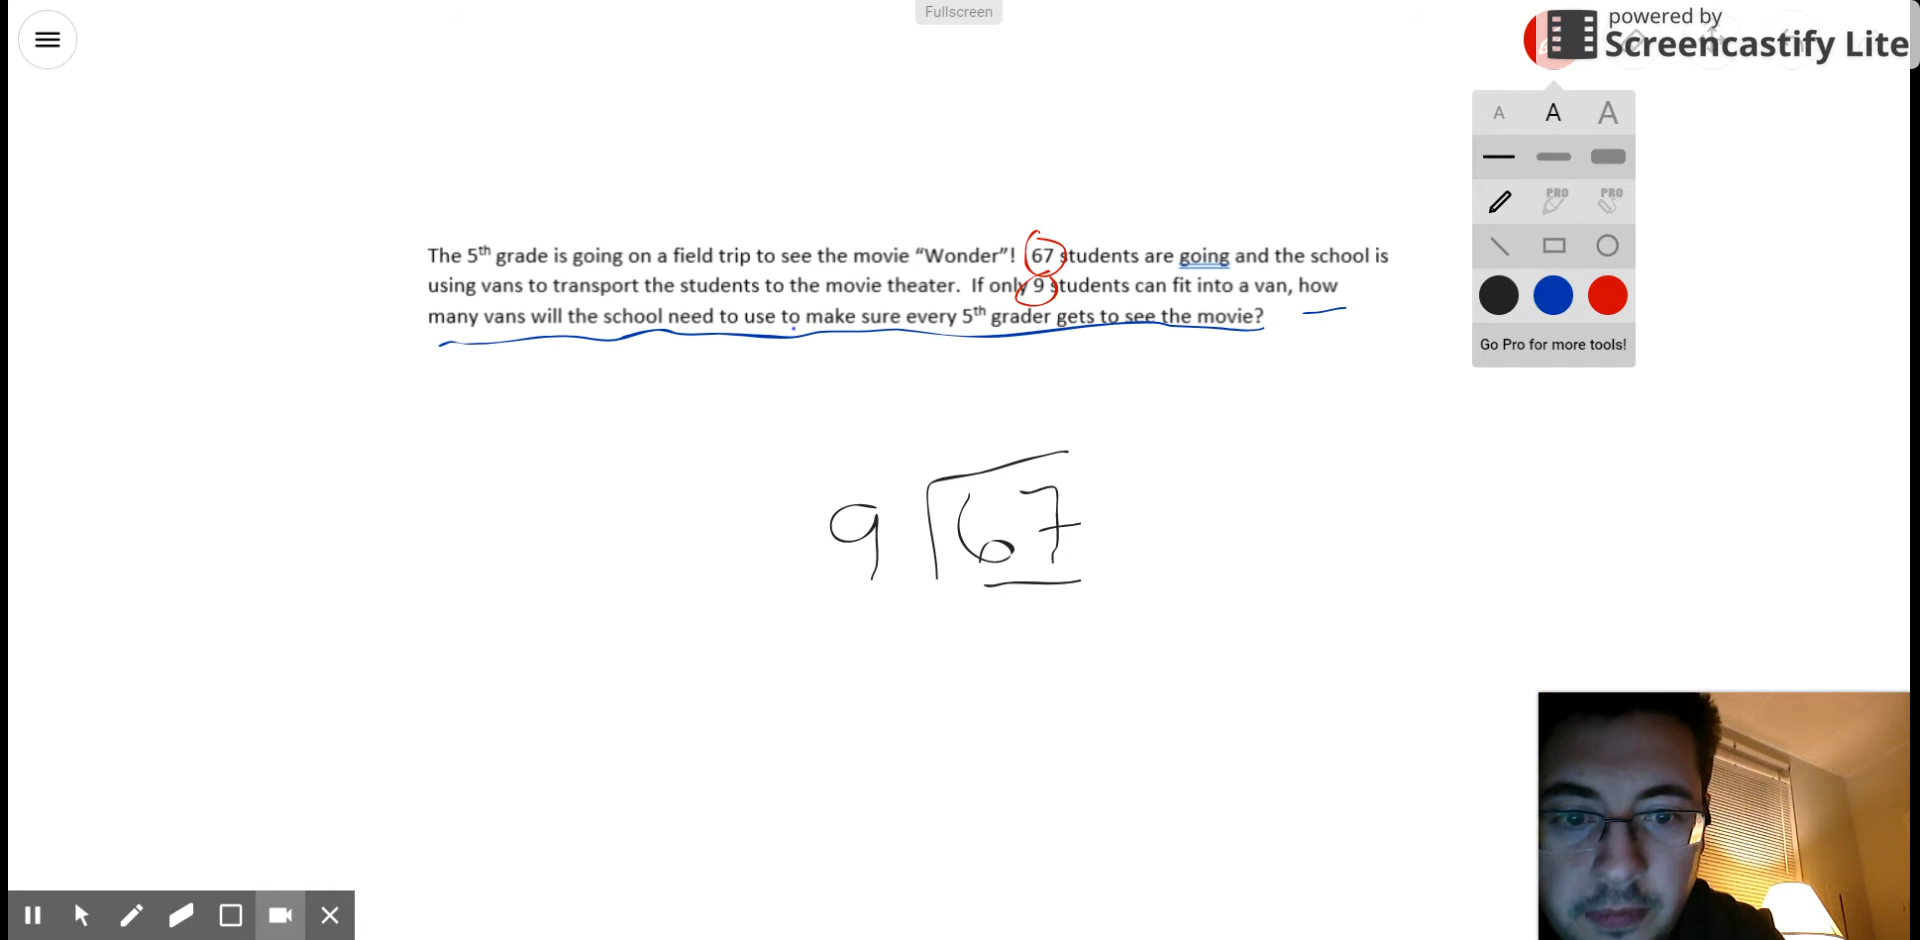 Fullscreen
powered by
Screencastify Lite
A A A
PRO PRO
Go Pro for more tools!
The 5th grade is going on a field trip to see the movie “Wonder”! 67 students are going and the school is
using vans to transport the students to the movie theater. If only 9 students can fit into a van, how
many vans will the school need to use to make sure every 5th grader gets to see the movie?
9 67